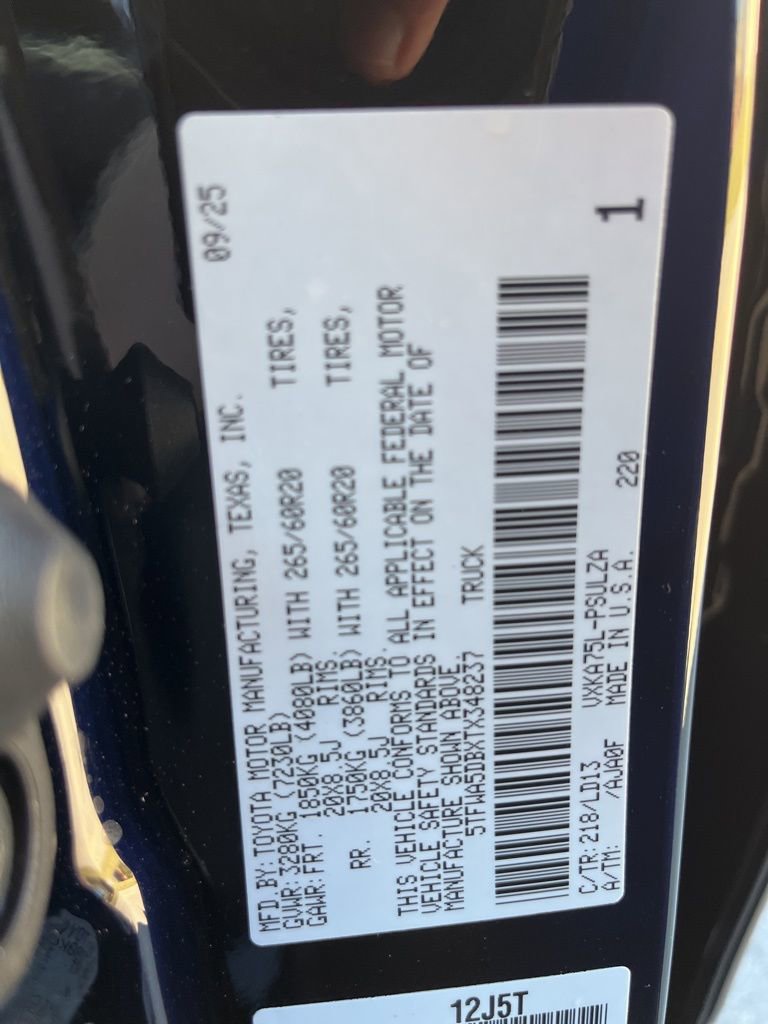 MFD BY:TOYOTA MOTOR MANUFACTURING, TEXAS, INC. 09/25
GVWR:3280KG (7230LB)
GAWR:FRT. 1850KG (4080LB) WITH 265/60R20 TIRES,
20X8.5J RIMS.
RR. 1750KG (3860LB) WITH 265/60R20 TIRES,
20X8.5J RIMS.
THIS VEHICLE CONFORMS TO ALL APPLICABLE FEDERAL MOTOR
VEHICLE SAFETY STANDARDS IN EFFECT ON THE DATE OF
MANUFACTURE SHOWN ABOVE.
5TFWA5DBXTX348237 TRUCK
C/TR:218/LD13 VXKA75L-PSULZA
A/TM: /AJA0F MADE IN U.S.A. 220
1
12J5T